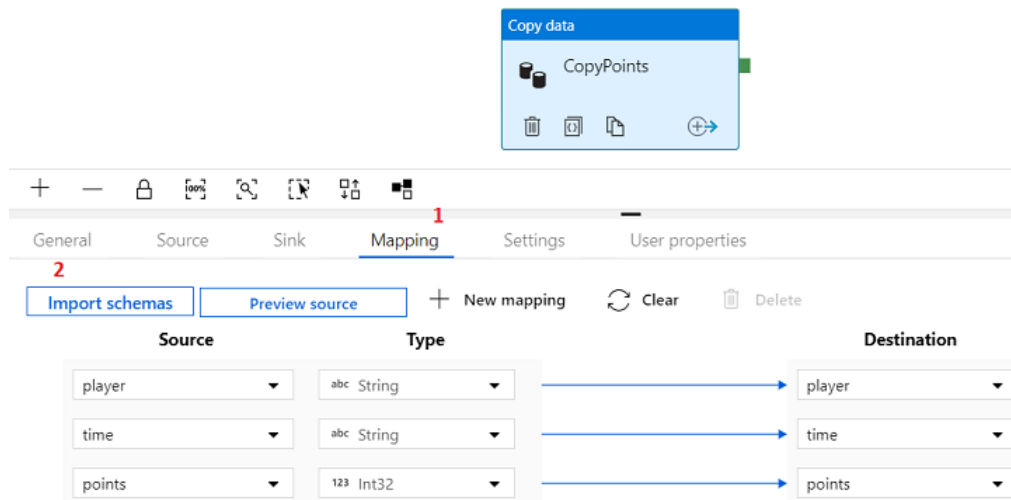 Copy data
CopyPoints
100%
1
General Source Sink Mapping Settings User properties
2
Import schemas Preview source + New mapping Clear Delete
Source Type Destination
player abc String player
time abc String time
points 123 Int32 points